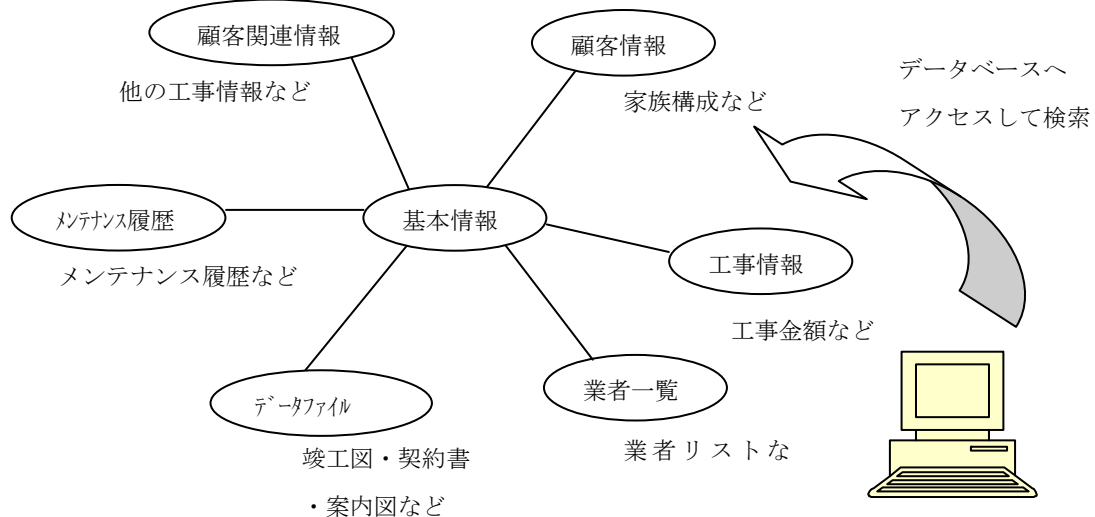 顧客関連情報
他の工事情報など
顧客情報
家族構成など
データベースへ
アクセスして検索
ﾒﾝﾃﾅﾝｽ履歴
メンテナンス履歴など
基本情報
工事情報
工事金額など
ﾃﾞｰﾀﾌｧｲﾙ
竣工図・契約書
・案内図など
業者一覧
業者リストな